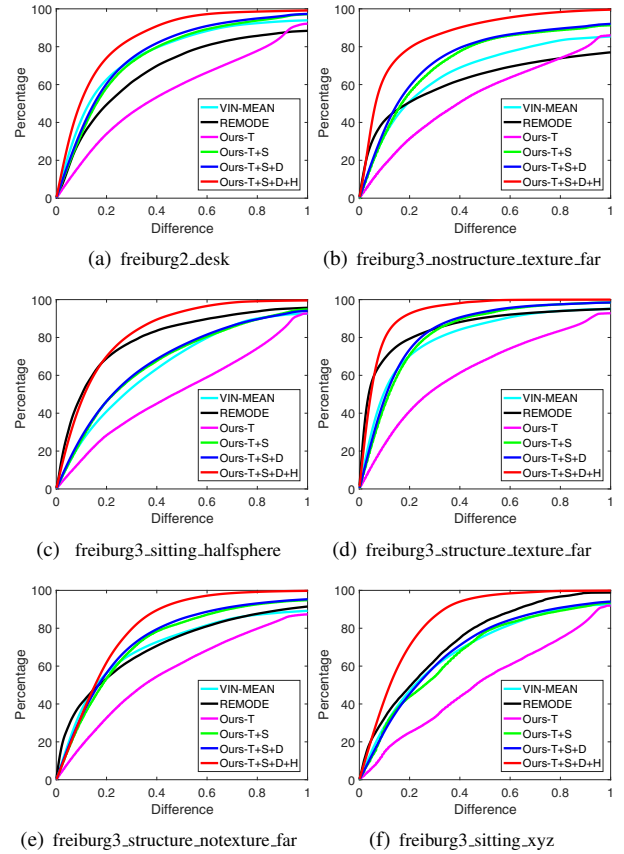 100
80
60
40
20
0
Percentage
0 0.2 0.4 0.6 0.8 1
Difference
VIN-MEAN
REMODE
Ours-T
Ours-T+S
Ours-T+S+D
Ours-T+S+D+H
(a) freiburg2_desk
100
80
60
40
20
0
Percentage
0 0.2 0.4 0.6 0.8 1
Difference
VIN-MEAN
REMODE
Ours-T
Ours-T+S
Ours-T+S+D
Ours-T+S+D+H
(b) freiburg3_nostructure_texture_far
100
80
60
40
20
0
Percentage
0 0.2 0.4 0.6 0.8 1
Difference
VIN-MEAN
REMODE
Ours-T
Ours-T+S
Ours-T+S+D
Ours-T+S+D+H
(c) freiburg3_sitting_halfsphere
100
80
60
40
20
0
Percentage
0 0.2 0.4 0.6 0.8 1
Difference
VIN-MEAN
REMODE
Ours-T
Ours-T+S
Ours-T+S+D
Ours-T+S+D+H
(d) freiburg3_structure_texture_far
100
80
60
40
20
0
Percentage
0 0.2 0.4 0.6 0.8 1
Difference
VIN-MEAN
REMODE
Ours-T
Ours-T+S
Ours-T+S+D
Ours-T+S+D+H
(e) freiburg3_structure_notexture_far
100
80
60
40
20
0
Percentage
0 0.2 0.4 0.6 0.8 1
Difference
VIN-MEAN
REMODE
Ours-T
Ours-T+S
Ours-T+S+D
Ours-T+S+D+H
(f) freiburg3_sitting_xyz